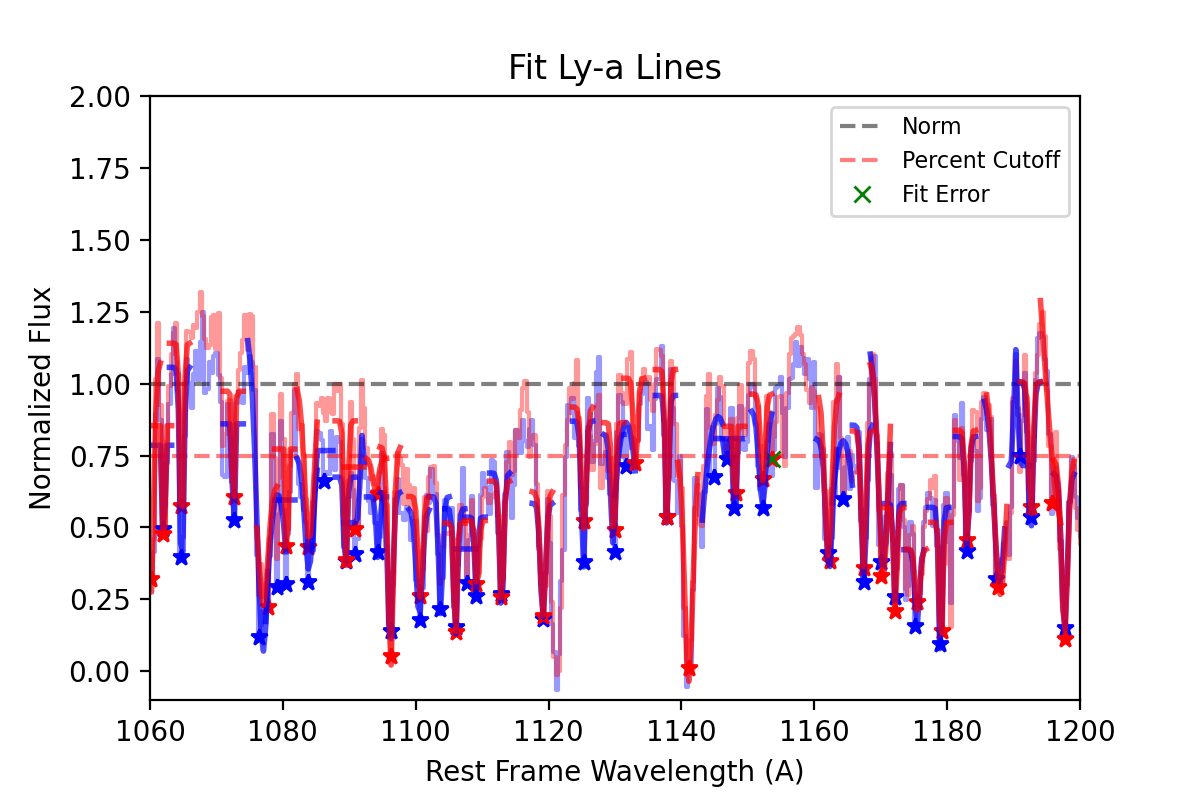 Fit Ly-a Lines
2.00
1.75
1.50
1.25
1.00
0.75
0.50
0.25
0.00
Normalized Flux
Norm
Percent Cutoff
Fit Error
1060 1080 1100 1120 1140 1160 1180 1200
Rest Frame Wavelength (A)